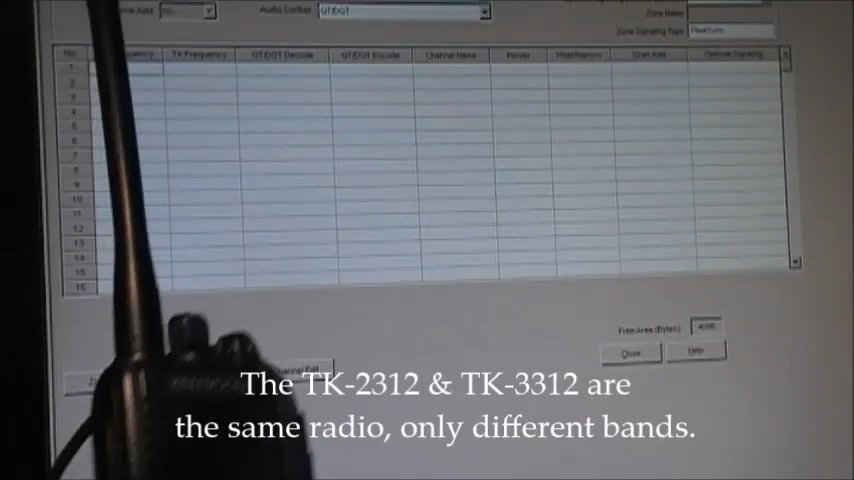 Audio Control QT/DQT
Zone Name
Zone Signaling Type FleetSync
No. TX Frequency QT/DQT Decode QT/DQT Encode Channel Name Power Wide/Narrow Scan Add Optional Signaling
1
2
3
4
5
6
7
8
9
10
11
12
13
14
15
16
Free Area (bytes)
Close Help
Channel Edit
The TK-2312 & TK-3312 are
the same radio, only different bands.